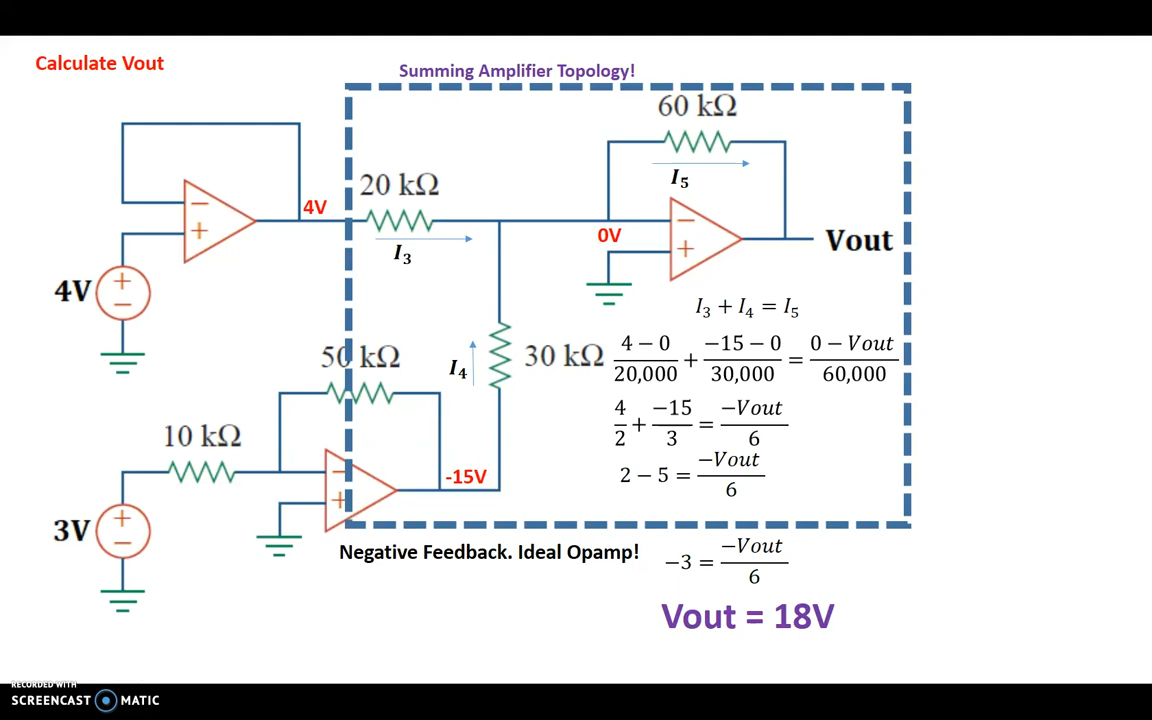 Calculate Vout
Summing Amplifier Topology!
60 kΩ
I5
20 kΩ
4V
I3
0V
Vout
4V
I3 + I4 = I5
50 kΩ
I4
30 kΩ
4 − 0 / 20,000 + −15 − 0 / 30,000 = 0 − Vout / 60,000
4 / 2 + −15 / 3 = −Vout / 6
10 kΩ
-15V
2 − 5 = −Vout / 6
3V
Negative Feedback. Ideal Opamp!
−3 = −Vout / 6
Vout = 18V
RECORDED WITH
SCREENCAST MATIC